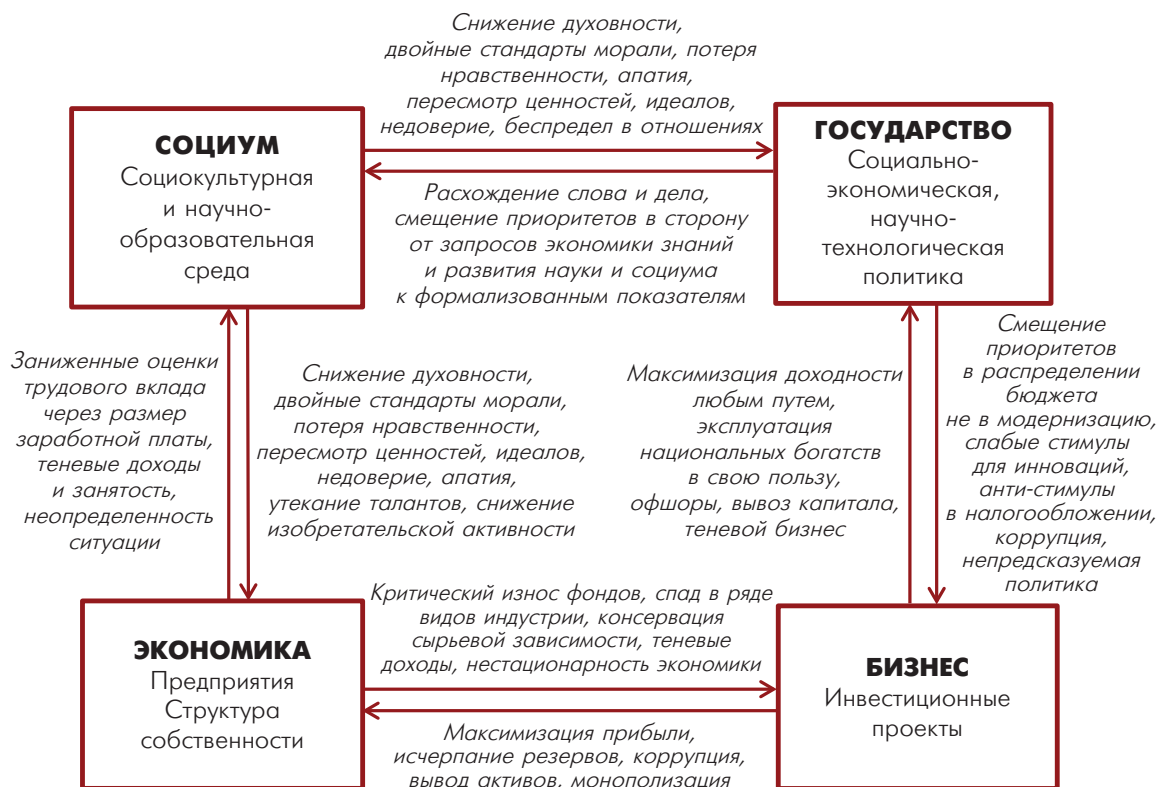 Снижение духовности,
двойные стандарты морали, потеря
нравственности, апатия,
пересмотр ценностей, идеалов,
недоверие, беспредел в отношениях
СОЦИУМ
Социокультурная
и научно-
образовательная
среда
ГОСУДАРСТВО
Социально-
экономическая,
научно-
технологическая
политика
Расхождение слова и дела,
смещение приоритетов в сторону
от запросов экономики знаний
и развития науки и социума
к формализованным показателям
Заниженные оценки
трудового вклада
через размер
заработной платы,
теневые доходы
и занятость,
неопределенность
ситуации
Снижение духовности,
двойные стандарты морали,
потеря нравственности,
пересмотр ценностей, идеалов,
недоверие, апатия,
утекание талантов, снижение
изобретательской активности
Максимизация доходности
любым путем,
эксплуатация
национальных богатств
в свою пользу,
офшоры, вывоз капитала,
теневой бизнес
Смещение
приоритетов
в распределении
бюджета
не в модернизацию,
слабые стимулы
для инноваций,
анти-стимулы
в налогообложении,
коррупция,
непредсказуемая
политика
Критический износ фондов, спад в ряде
видов индустрии, консервация
сырьевой зависимости, теневые
доходы, нестационарность экономики
ЭКОНОМИКА
Предприятия
Структура
собственности
БИЗНЕС
Инвестиционные
проекты
Максимизация прибыли,
исчерпание резервов, коррупция,
вывод активов, монополизация